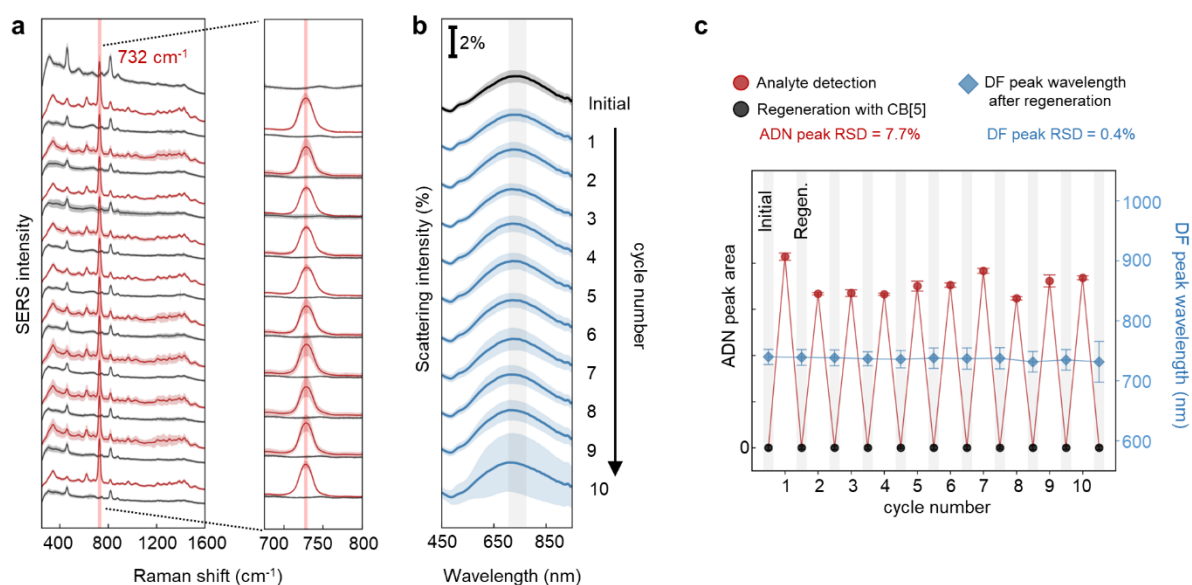 a
732 cm⁻¹
SERS intensity
400 800 1200 1600
700 750 800
Raman shift (cm⁻¹)
b
2%
Scattering intensity (%)
Initial
1
2
3
4
5
6
7
8
9
10
cycle number
450 650 850
Wavelength (nm)
c
Analyte detection
Regeneration with CB[5]
ADN peak RSD = 7.7%
DF peak wavelength
after regeneration
DF peak RSD = 0.4%
ADN peak area
0
Initial
Regen.
1000
900
800
700
600
DF peak wavelength
(nm)
1 2 3 4 5 6 7 8 9 10
cycle number